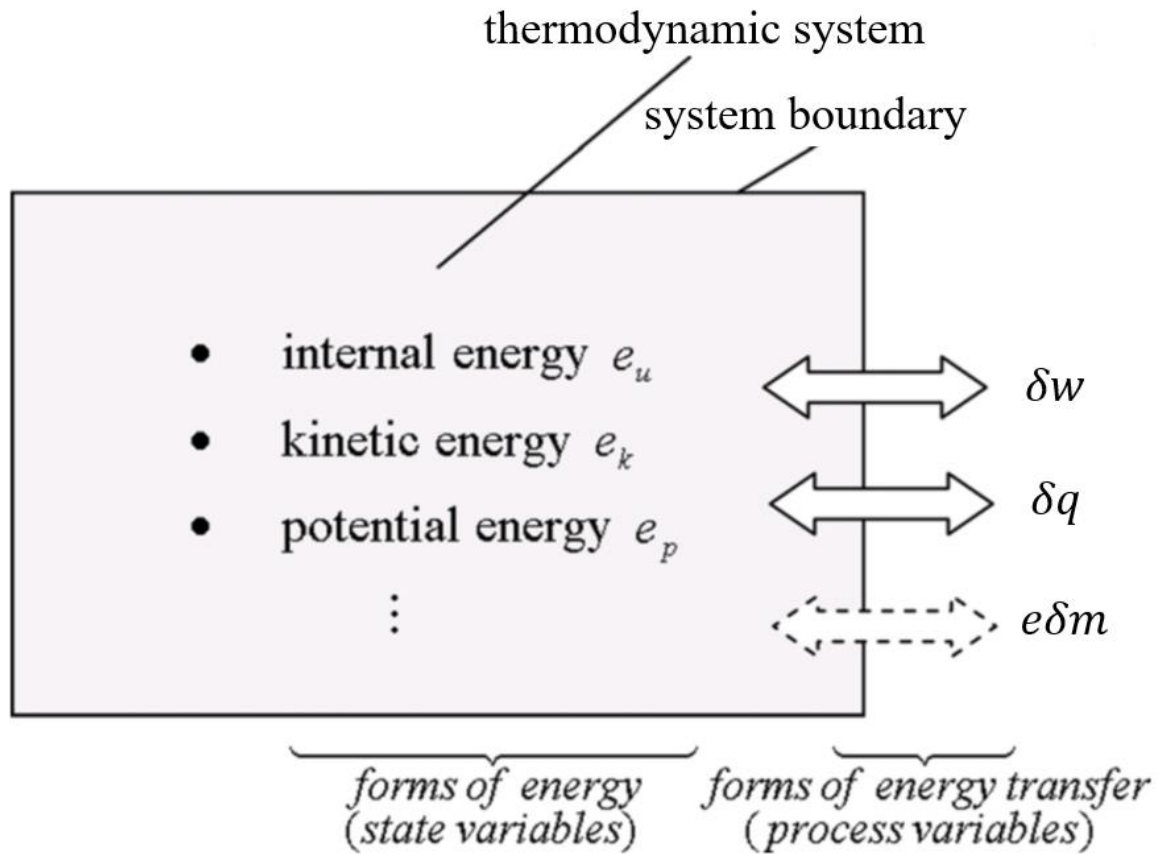 thermodynamic system
system boundary
• internal energy e_u
δw
• kinetic energy e_k
δq
• potential energy e_p
⋮
eδm
forms of energy
(state variables)
forms of energy transfer
(process variables)